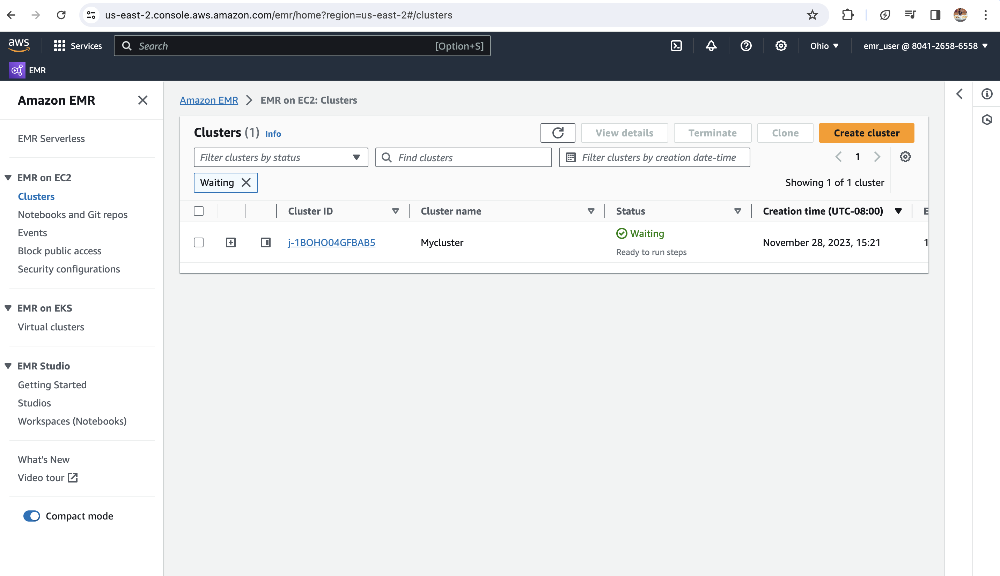 us-east-2.console.aws.amazon.com/emr/home?region=us-east-2#/clusters
aws
Services
Search
[Option+S]
Ohio
emr_user @ 8041-2658-6558
EMR
Amazon EMR
EMR Serverless
EMR on EC2
Clusters
Notebooks and Git repos
Events
Block public access
Security configurations
EMR on EKS
Virtual clusters
EMR Studio
Getting Started
Studios
Workspaces (Notebooks)
What's New
Video tour
Compact mode
Amazon EMR
EMR on EC2: Clusters
Clusters (1) Info
View details
Terminate
Clone
Create cluster
Filter clusters by status
Find clusters
Filter clusters by creation date-time
1
Waiting
Showing 1 of 1 cluster
Cluster ID
Cluster name
Status
Creation time (UTC-08:00)
E
j-1BOHO04GFBAB5
Mycluster
Waiting
Ready to run steps
November 28, 2023, 15:21
1